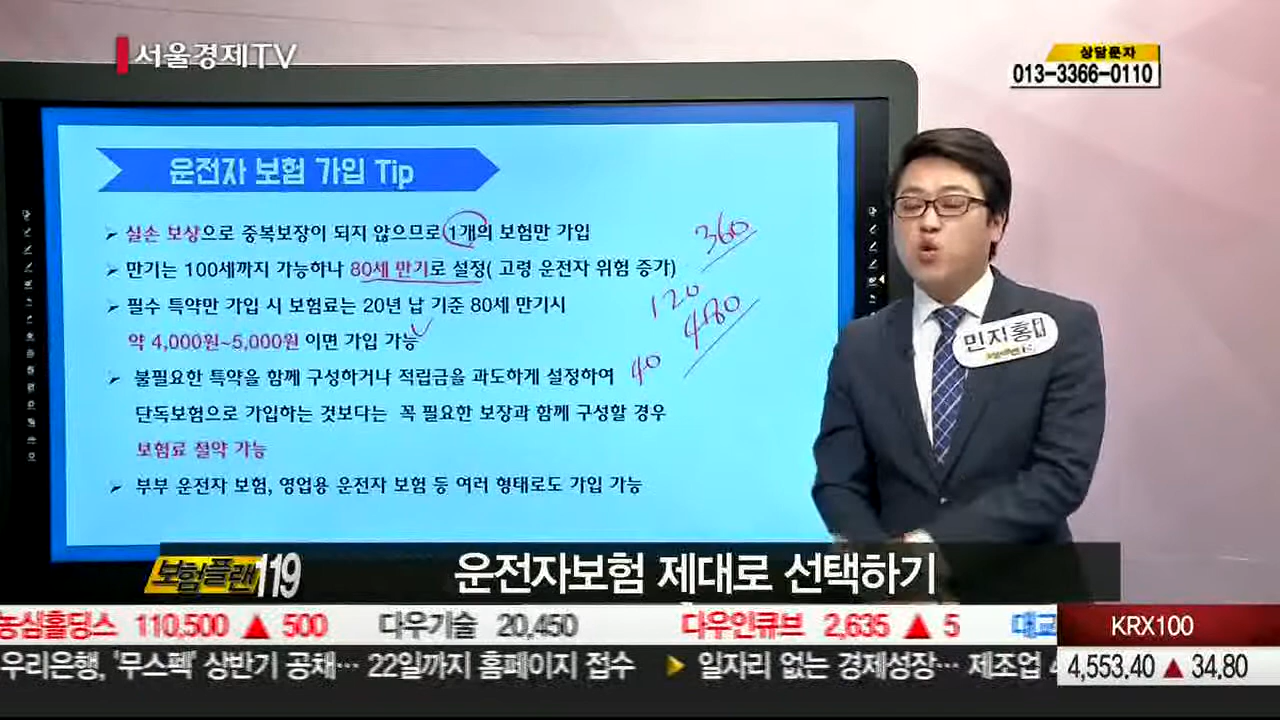 서울경제TV
상담문자
013-3366-0110
운전자 보험 가입 Tip
➢ 실손 보상으로 중복보장이 되지 않으므로 1개의 보험만 가입
➢ 만기는 100세까지 가능하나 80세 만기로 설정( 고령 운전자 위험 증가)
➢ 필수 특약만 가입 시 보험료는 20년 납 기준 80세 만기시
약 4,000원~5,000원 이면 가입 가능
➢ 불필요한 특약을 함께 구성하거나 적립금을 과도하게 설정하여
단독보험으로 가입하는 것보다는 꼭 필요한 보장과 함께 구성할 경우
보험료 절약 가능
➢ 부부 운전자 보험, 영업용 운전자 보험 등 여러 형태로도 가입 가능
360
120
480
40
민지홍
보험플랜119
운전자보험 제대로 선택하기
농심홀딩스 110,500 ▲ 500 다우기술 20,450 다우인큐브 2,635 ▲ 5 대교
KRX100
우리은행, '무스펙' 상반기 공채… 22일까지 홈페이지 접수 ▶ 일자리 없는 경제성장… 제조업
4,553.40 ▲ 34.80